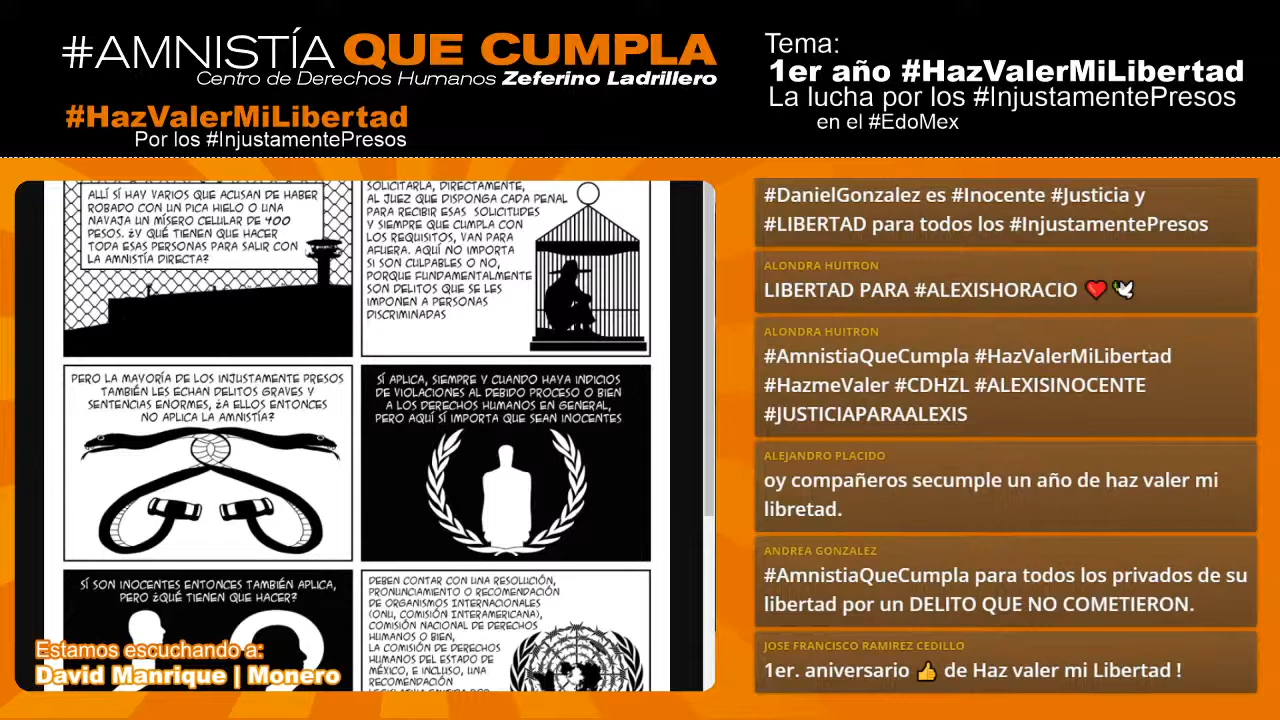 #AMNISTÍA QUE CUMPLA
Centro de Derechos Humanos Zeferino Ladrillero
#HazValerMiLibertad
Por los #InjustamentePresos
Tema:
1er año #HazValerMiLibertad
La lucha por los #InjustamentePresos
en el #EdoMex
ALLÍ SÍ HAY VARIOS QUE ACUSAN DE HABER
ROBADO CON UN PICA HIELO O UNA
NAVAJA UN MÍSERO CELULAR DE 400
PESOS. ¿Y QUÉ TIENEN QUE HACER
TODA ESAS PERSONAS PARA SALIR CON
LA AMNISTÍA DIRECTA?
SOLICITARLA, DIRECTAMENTE,
AL JUEZ QUE DISPONGA CADA PENAL
PARA RECIBIR ESAS SOLICITUDES
Y SIEMPRE QUE CUMPLA CON
LOS REQUISITOS, VAN PARA
AFUERA. AQUÍ NO IMPORTA
SI SON CULPABLES O NO,
PORQUE FUNDAMENTALMENTE
SON DELITOS QUE SE LES
IMPONEN A PERSONAS
DISCRIMINADAS
PERO LA MAYORÍA DE LOS INJUSTAMENTE PRESOS
TAMBIÉN LES ECHAN DELITOS GRAVES Y
SENTENCIAS ENORMES, ¿A ELLOS ENTONCES
NO APLICA LA AMNISTÍA?
SÍ APLICA, SIEMPRE Y CUANDO HAYA INDICIOS
DE VIOLACIONES AL DEBIDO PROCESO O BIEN
A LOS DERECHOS HUMANOS EN GENERAL,
PERO AQUÍ SÍ IMPORTA QUE SEAN INOCENTES
SÍ SON INOCENTES ENTONCES TAMBIÉN APLICA,
PERO ¿QUÉ TIENEN QUE HACER?
DEBEN CONTAR CON UNA RESOLUCIÓN,
PRONUNCIAMIENTO O RECOMENDACIÓN
DE ORGANISMOS INTERNACIONALES
(ONU, COMISIÓN INTERAMERICANA),
COMISIÓN NACIONAL DE DERECHOS
HUMANOS O BIEN,
LA COMISIÓN DE DERECHOS
HUMANOS DEL ESTADO DE
MÉXICO, E INCLUSO, UNA
RECOMENDACIÓN
Estamos escuchando a:
David Manrique | Monero
#DanielGonzalez es #Inocente #Justicia y
#LIBERTAD para todos los #InjustamentePresos
ALONDRA HUITRON
LIBERTAD PARA #ALEXISHORACIO ❤️🕊️
ALONDRA HUITRON
#AmnistiaQueCumpla #HazValerMiLibertad
#HazmeValer #CDHZL #ALEXISINOCENTE
#JUSTICIAPARAALEXIS
ALEJANDRO PLACIDO
oy compañeros secumple un año de haz valer mi
libretad.
ANDREA GONZALEZ
#AmnistiaQueCumpla para todos los privados de su
libertad por un DELITO QUE NO COMETIERON.
JOSE FRANCISCO RAMIREZ CEDILLO
1er. aniversario 👍 de Haz valer mi Libertad !